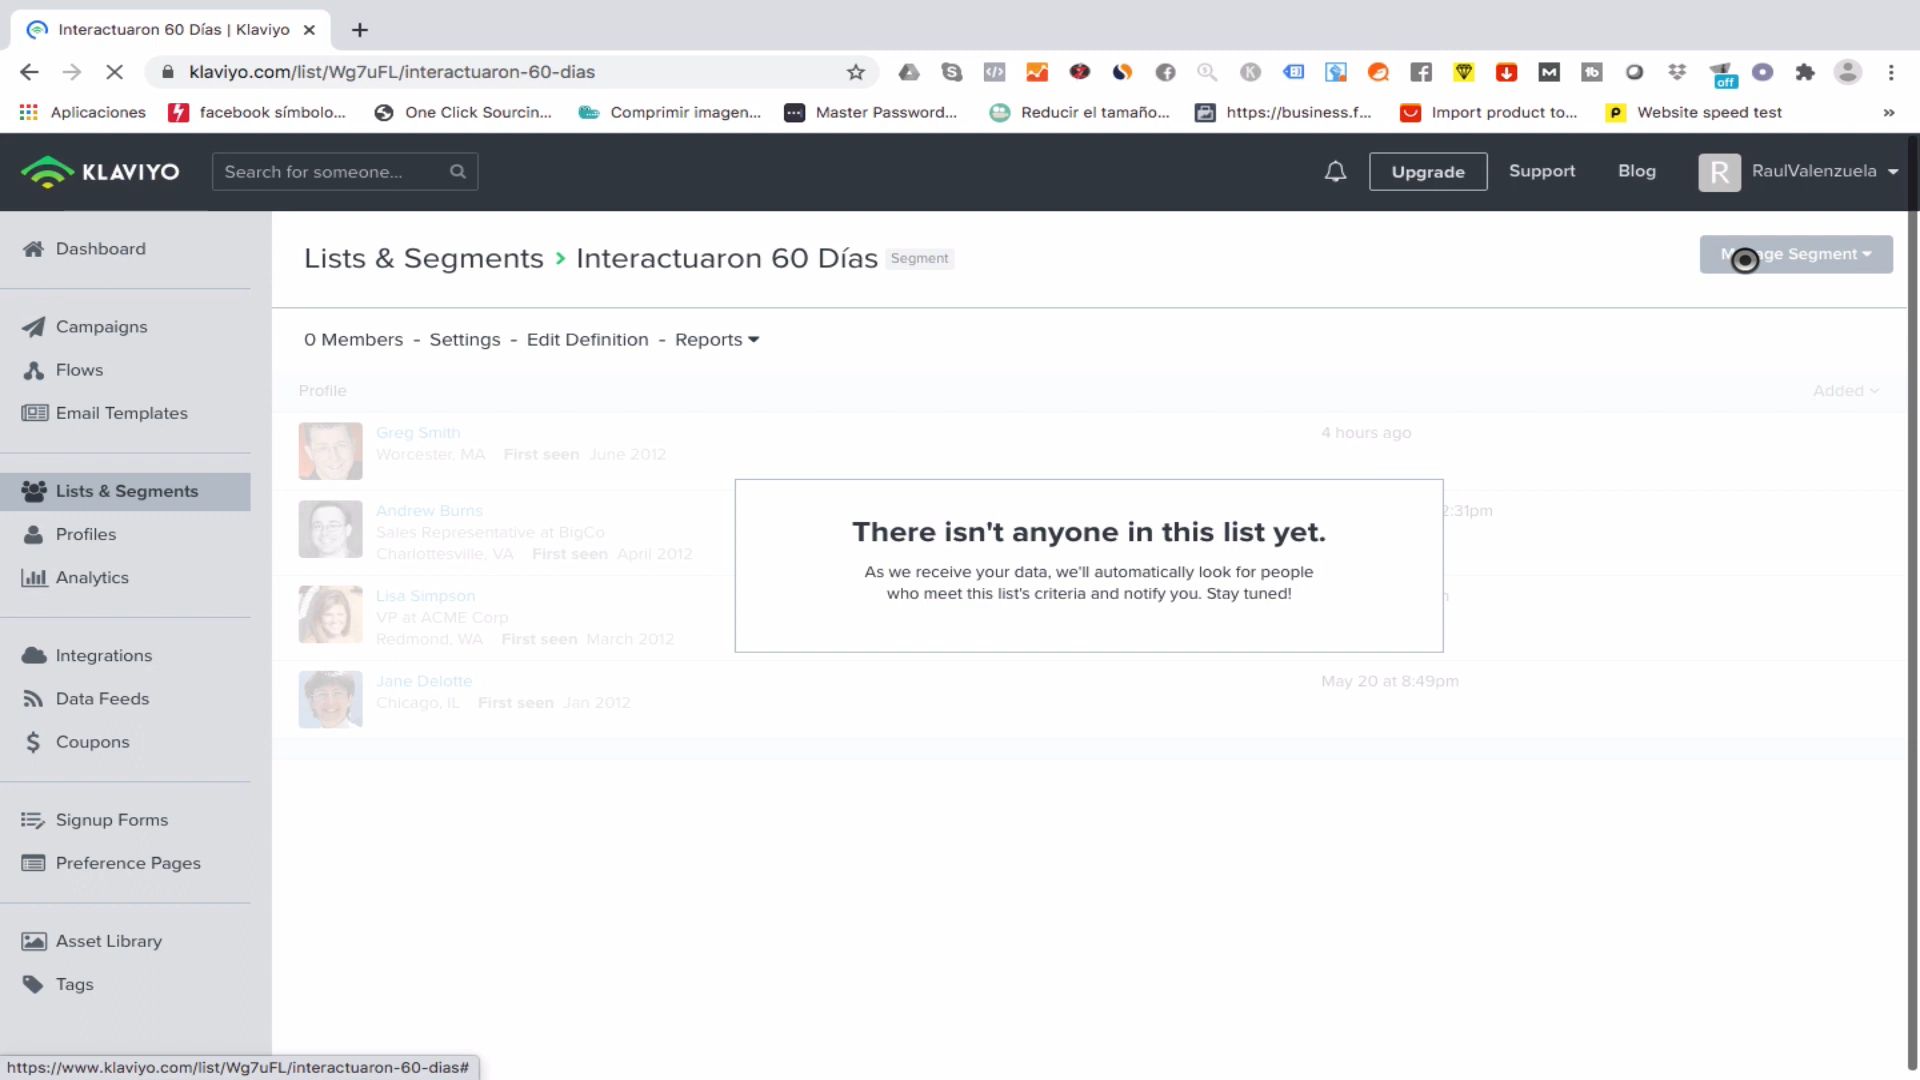 Interactuaron 60 Días | Klaviyo
klaviyo.com/list/Wg7uFL/interactuaron-60-dias
off
Aplicaciones
facebook símbolo...
One Click Sourcin...
Comprimir imagen...
Master Password...
Reducir el tamaño...
https://business.f...
Import product to...
Website speed test
KLAVIYO
Search for someone...
Upgrade
Support
Blog
R
RaulValenzuela
Dashboard
Campaigns
Flows
Email Templates
Lists & Segments
Profiles
Analytics
Integrations
Data Feeds
Coupons
Signup Forms
Preference Pages
Asset Library
Tags
Lists & Segments > Interactuaron 60 Días Segment
Segment
0 Members - Settings - Edit Definition - Reports
Profile
Added
Greg Smith
4 hours ago
Worcester, MA First seen June 2012
Andrew Burns
2:31pm
Sales Representative at BigCo
Charlottesville, VA First seen April 2012
Lisa Simpson
VP at ACME Corp
Redmond, WA First seen March 2012
Jane Delotte
May 20 at 8:49pm
Chicago, IL First seen Jan 2012
There isn't anyone in this list yet.
As we receive your data, we'll automatically look for people
who meet this list's criteria and notify you. Stay tuned!
https://www.klaviyo.com/list/Wg7uFL/interactuaron-60-dias#